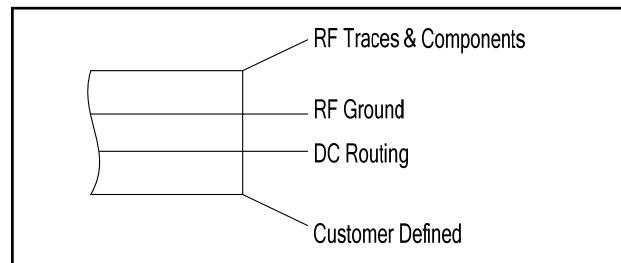 RF Traces & Components
RF Ground
DC Routing
Customer Defined